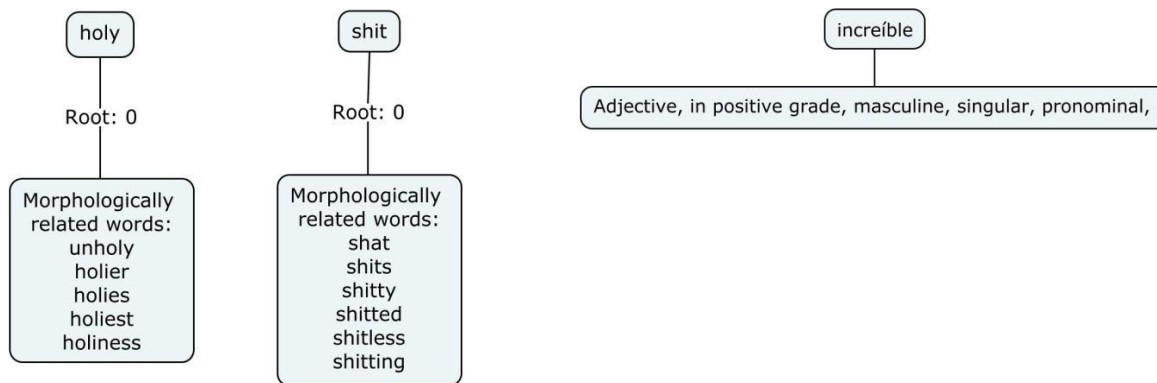 holy
Root: 0
Morphologically
related words:
unholy
holier
holies
holiest
holiness
shit
Root: 0
Morphologically
related words:
shat
shits
shitty
shitted
shitless
shitting
increíble
Adjective, in positive grade, masculine, singular, pronominal,